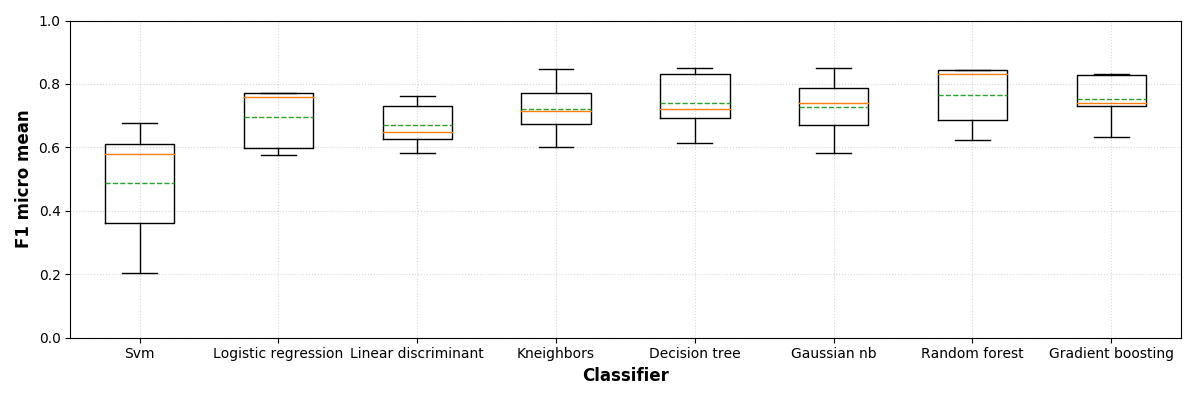 F1 micro mean
1.0
0.8
0.6
0.4
0.2
0.0
Svm Logistic regression Linear discriminant Kneighbors Decision tree Gaussian nb Random forest Gradient boosting
Classifier